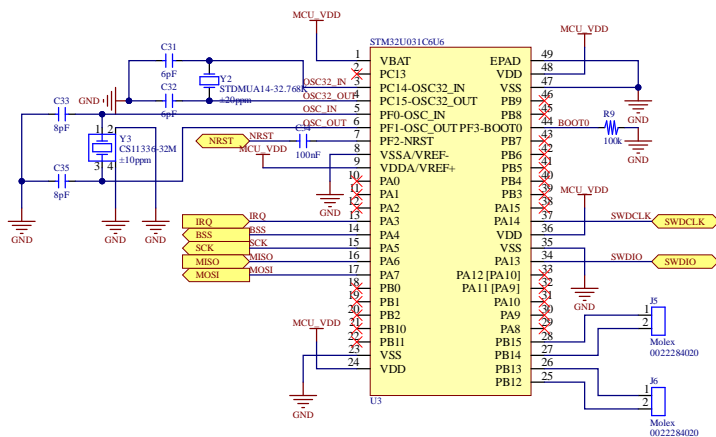 MCU_VDD
STM32U031C6U6
MCU_VDD
C31
6pF
Y2
STDMUA14-32.768K
±20ppm
GND
C32
6pF
C33
8pF
Y3
CS11336-32M
±10ppm
1 2
3 4
C35
8pF
GND
GND
GND
OSC32_IN
OSC32_OUT
OSC_IN
OSC_OUT
NRST
NRST
C34
100nF
MCU_VDD
GND
IRQ
IRQ
BSS
BSS
SCK
SCK
MISO
MISO
MOSI
MOSI
MCU_VDD
GND
1 VBAT
2 PC13
3 PC14-OSC32_IN
4 PC15-OSC32_OUT
5 PF0-OSC_IN
6 PF1-OSC_OUT
7 PF2-NRST
8 VSSA/VREF-
9 VDDA/VREF+
10 PA0
11 PA1
12 PA2
13 PA3
14 PA4
15 PA5
16 PA6
17 PA7
18 PB0
19 PB1
20 PB2
21 PB10
22 PB11
23 VSS
24 VDD
EPAD 49
VDD 48
VSS 47
PB9 46
PB8 45
PF3-BOOT0 44
PB7 43
PB6 42
PB5 41
PB4 40
PB3 39
PA15 38
PA14 37
VDD 36
VSS 35
PA13 34
PA12 [PA10] 33
PA11 [PA9] 32
PA10 31
PA9 30
PA8 29
PB15 28
PB14 27
PB13 26
PB12 25
U3
GND
BOOT0
R9
100k
GND
MCU_VDD
SWDCLK
SWDCLK
SWDIO
SWDIO
GND
J5
1
2
Molex
0022284020
J6
1
2
Molex
0022284020